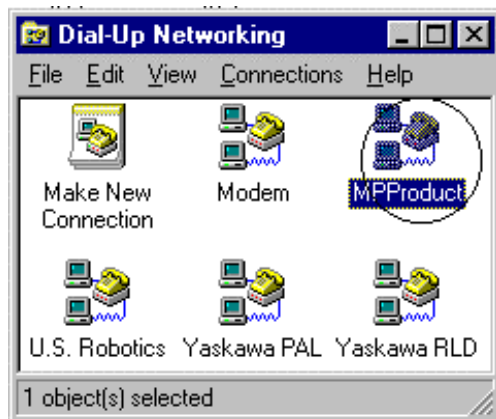 Dial-Up Networking
File Edit View Connections Help
Make New
Connection
Modem
MPProduct
U.S. Robotics
Yaskawa PAL
Yaskawa RLD
1 object(s) selected